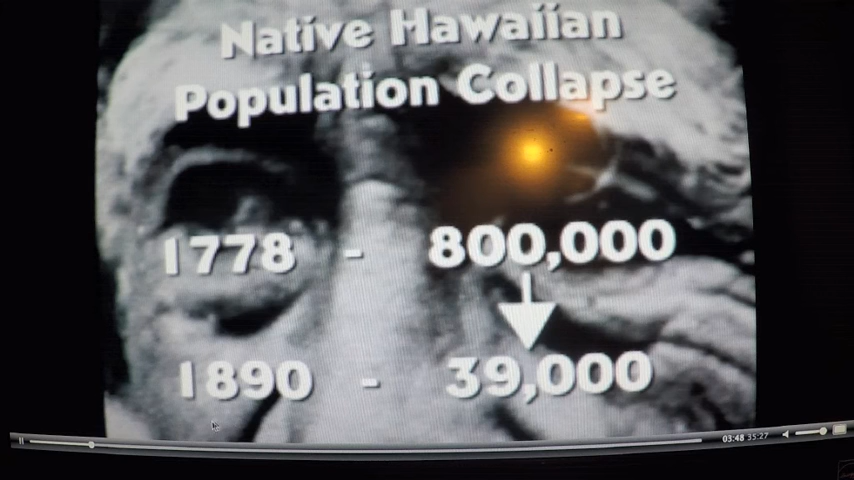 Native Hawaiian
Population Collapse
1778 - 800,000
1890 - 39,000
03:48 35:27